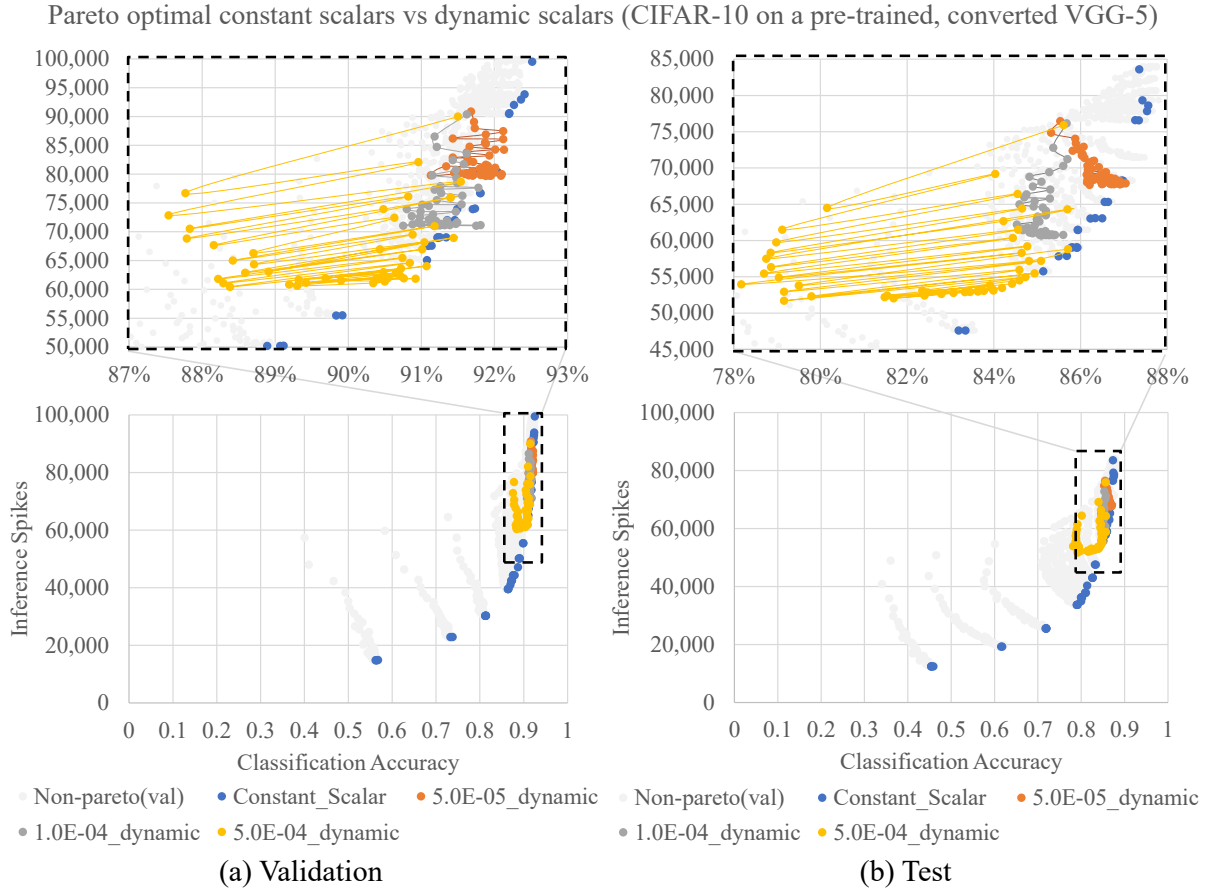 Pareto optimal constant scalars vs dynamic scalars (CIFAR-10 on a pre-trained, converted VGG-5)
100,000
95,000
90,000
85,000
80,000
75,000
70,000
65,000
60,000
55,000
50,000
87% 88% 89% 90% 91% 92% 93%
85,000
80,000
75,000
70,000
65,000
60,000
55,000
50,000
45,000
78% 80% 82% 84% 86% 88%
Inference Spikes
100,000
80,000
60,000
40,000
20,000
0
0 0.1 0.2 0.3 0.4 0.5 0.6 0.7 0.8 0.9 1
Classification Accuracy
Non-pareto(val) Constant_Scalar 5.0E-05_dynamic
1.0E-04_dynamic 5.0E-04_dynamic
(a) Validation
Inference Spikes
100,000
80,000
60,000
40,000
20,000
0
0 0.1 0.2 0.3 0.4 0.5 0.6 0.7 0.8 0.9 1
Classification Accuracy
Non-pareto(val) Constant_Scalar 5.0E-05_dynamic
1.0E-04_dynamic 5.0E-04_dynamic
(b) Test